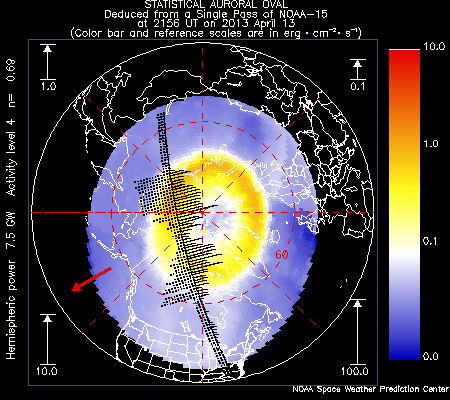 STATISTICAL AURORAL OVAL
Deduced from a Single Pass of NOAA-15
at 2156 UT on 2013 April 13
(Color bar and reference scales are in erg · cm⁻² · s⁻¹)
1.0
0.1
10.0
100.0
60
Hemispheric power 7.5 GW Activity level 4 n= 0.69
10.0
1.0
0.1
0.0
NOAA Space Weather Prediction Center